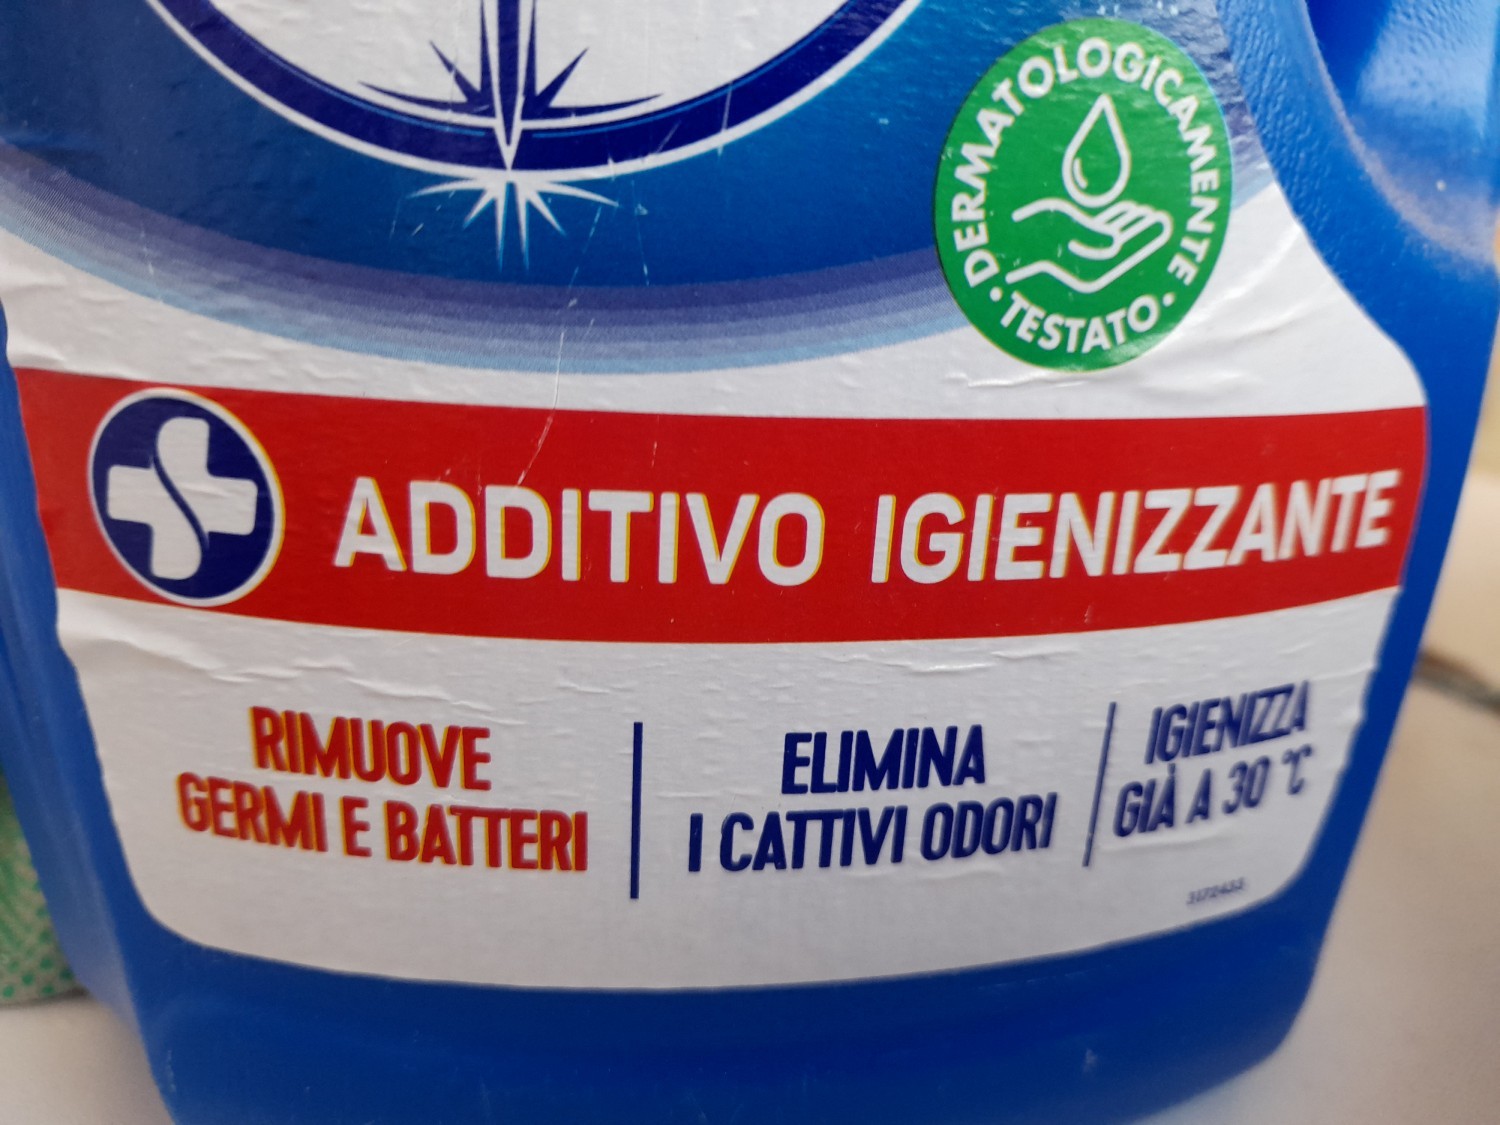 · DERMATOLOGICAMENTE ·
TESTATO
ADDITIVO IGIENIZZANTE
RIMUOVE
GERMI E BATTERI
ELIMINA
I CATTIVI ODORI
IGIENIZZA
GIÀ A 30 °C